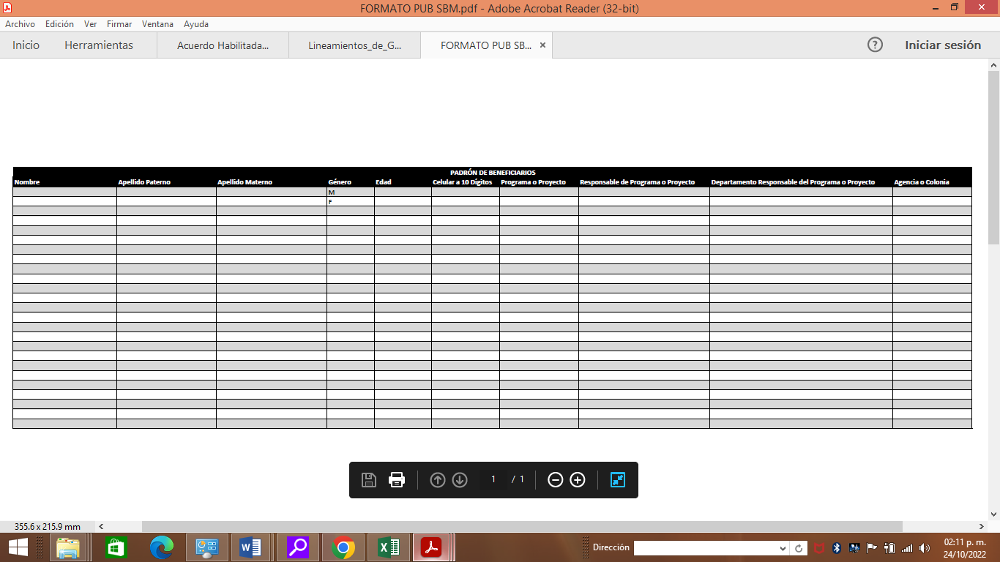 FORMATO PUB SBM.pdf - Adobe Acrobat Reader (32-bit)
Archivo Edición Ver Firmar Ventana Ayuda
Inicio Herramientas Acuerdo Habilitada... Lineamientos_de_G... FORMATO PUB SB... × ? Iniciar sesión
PADRÓN DE BENEFICIARIOS
Nombre Apellido Paterno Apellido Materno Género Edad Celular a 10 Dígitos Programa o Proyecto Responsable de Programa o Proyecto Departamento Responsable del Programa o Proyecto Agencia o Colonia
M
F
1 / 1
355.6 x 215.9 mm
Dirección 02:11 p. m.
24/10/2022